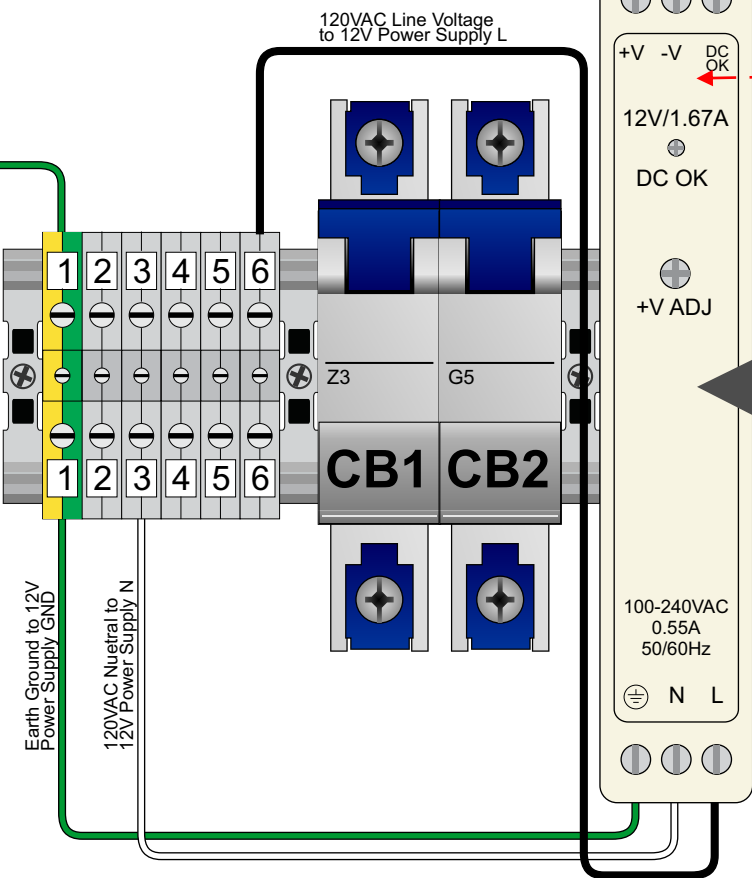 120VAC Line Voltage
to 12V Power Supply L
+V -V DC
OK
12V/1.67A
DC OK
+V ADJ
1 2 3 4 5 6
Z3
G5
CB1 CB2
1 2 3 4 5 6
Earth Ground to 12V
Power Supply GND
120VAC Nuetral to
12V Power Supply N
100-240VAC
0.55A
50/60Hz
N L